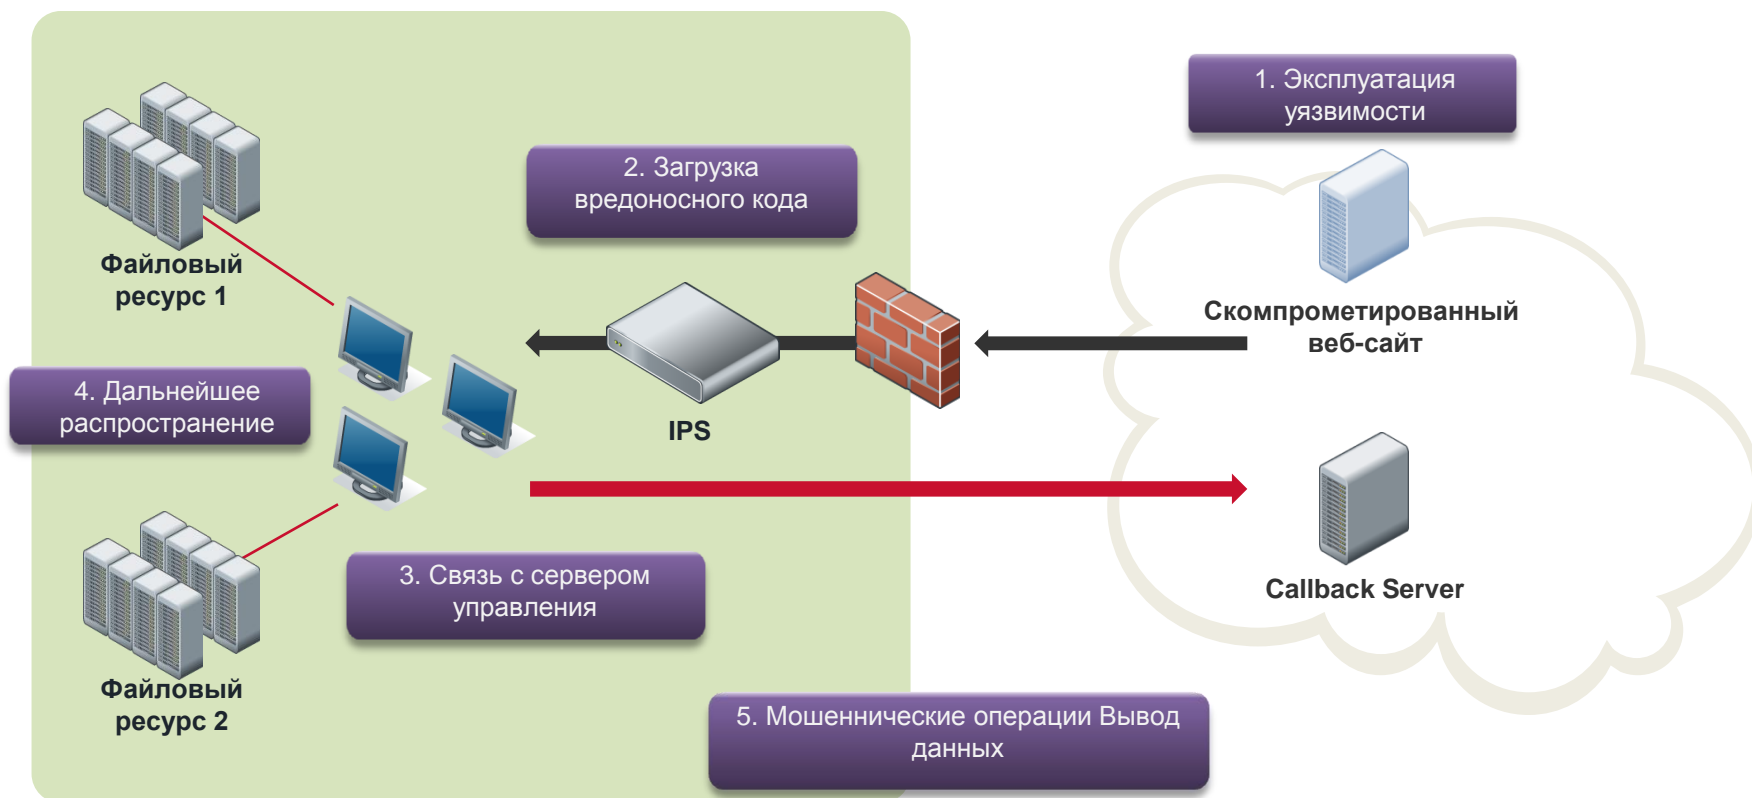 1. Эксплуатация
уязвимости
2. Загрузка
вредоносного кода
Файловый
ресурс 1
Скомпрометированный
веб-сайт
4. Дальнейшее
распространение
IPS
3. Связь с сервером
управления
Callback Server
Файловый
ресурс 2
5. Мошеннические операции Вывод
данных